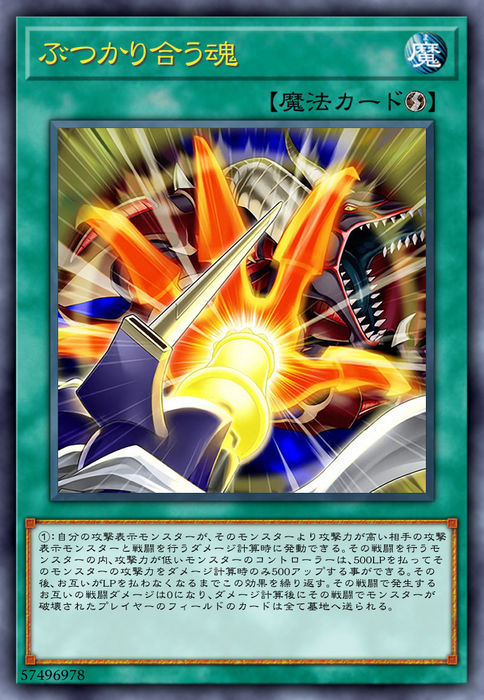 ぶつかり合う魂
魔
【魔法カード】
①：自分の攻撃表示モンスターが、そのモンスターより攻撃力が高い相手の攻撃
表示モンスターと戦闘を行うダメージ計算時に発動できる。その戦闘を行うモ
ンスターの内、攻撃力が低いモンスターのコントローラーは、500LPを払ってそ
のモンスターの攻撃力をダメージ計算時のみ500アップする事ができる。その
後、お互いがLPを払わなくなるまでこの効果を繰り返す。その戦闘で発生する
お互いの戦闘ダメージは0になり、ダメージ計算後にその戦闘でモンスターが
破壊されたプレイヤーのフィールドのカードは全て墓地へ送られる。
57496978